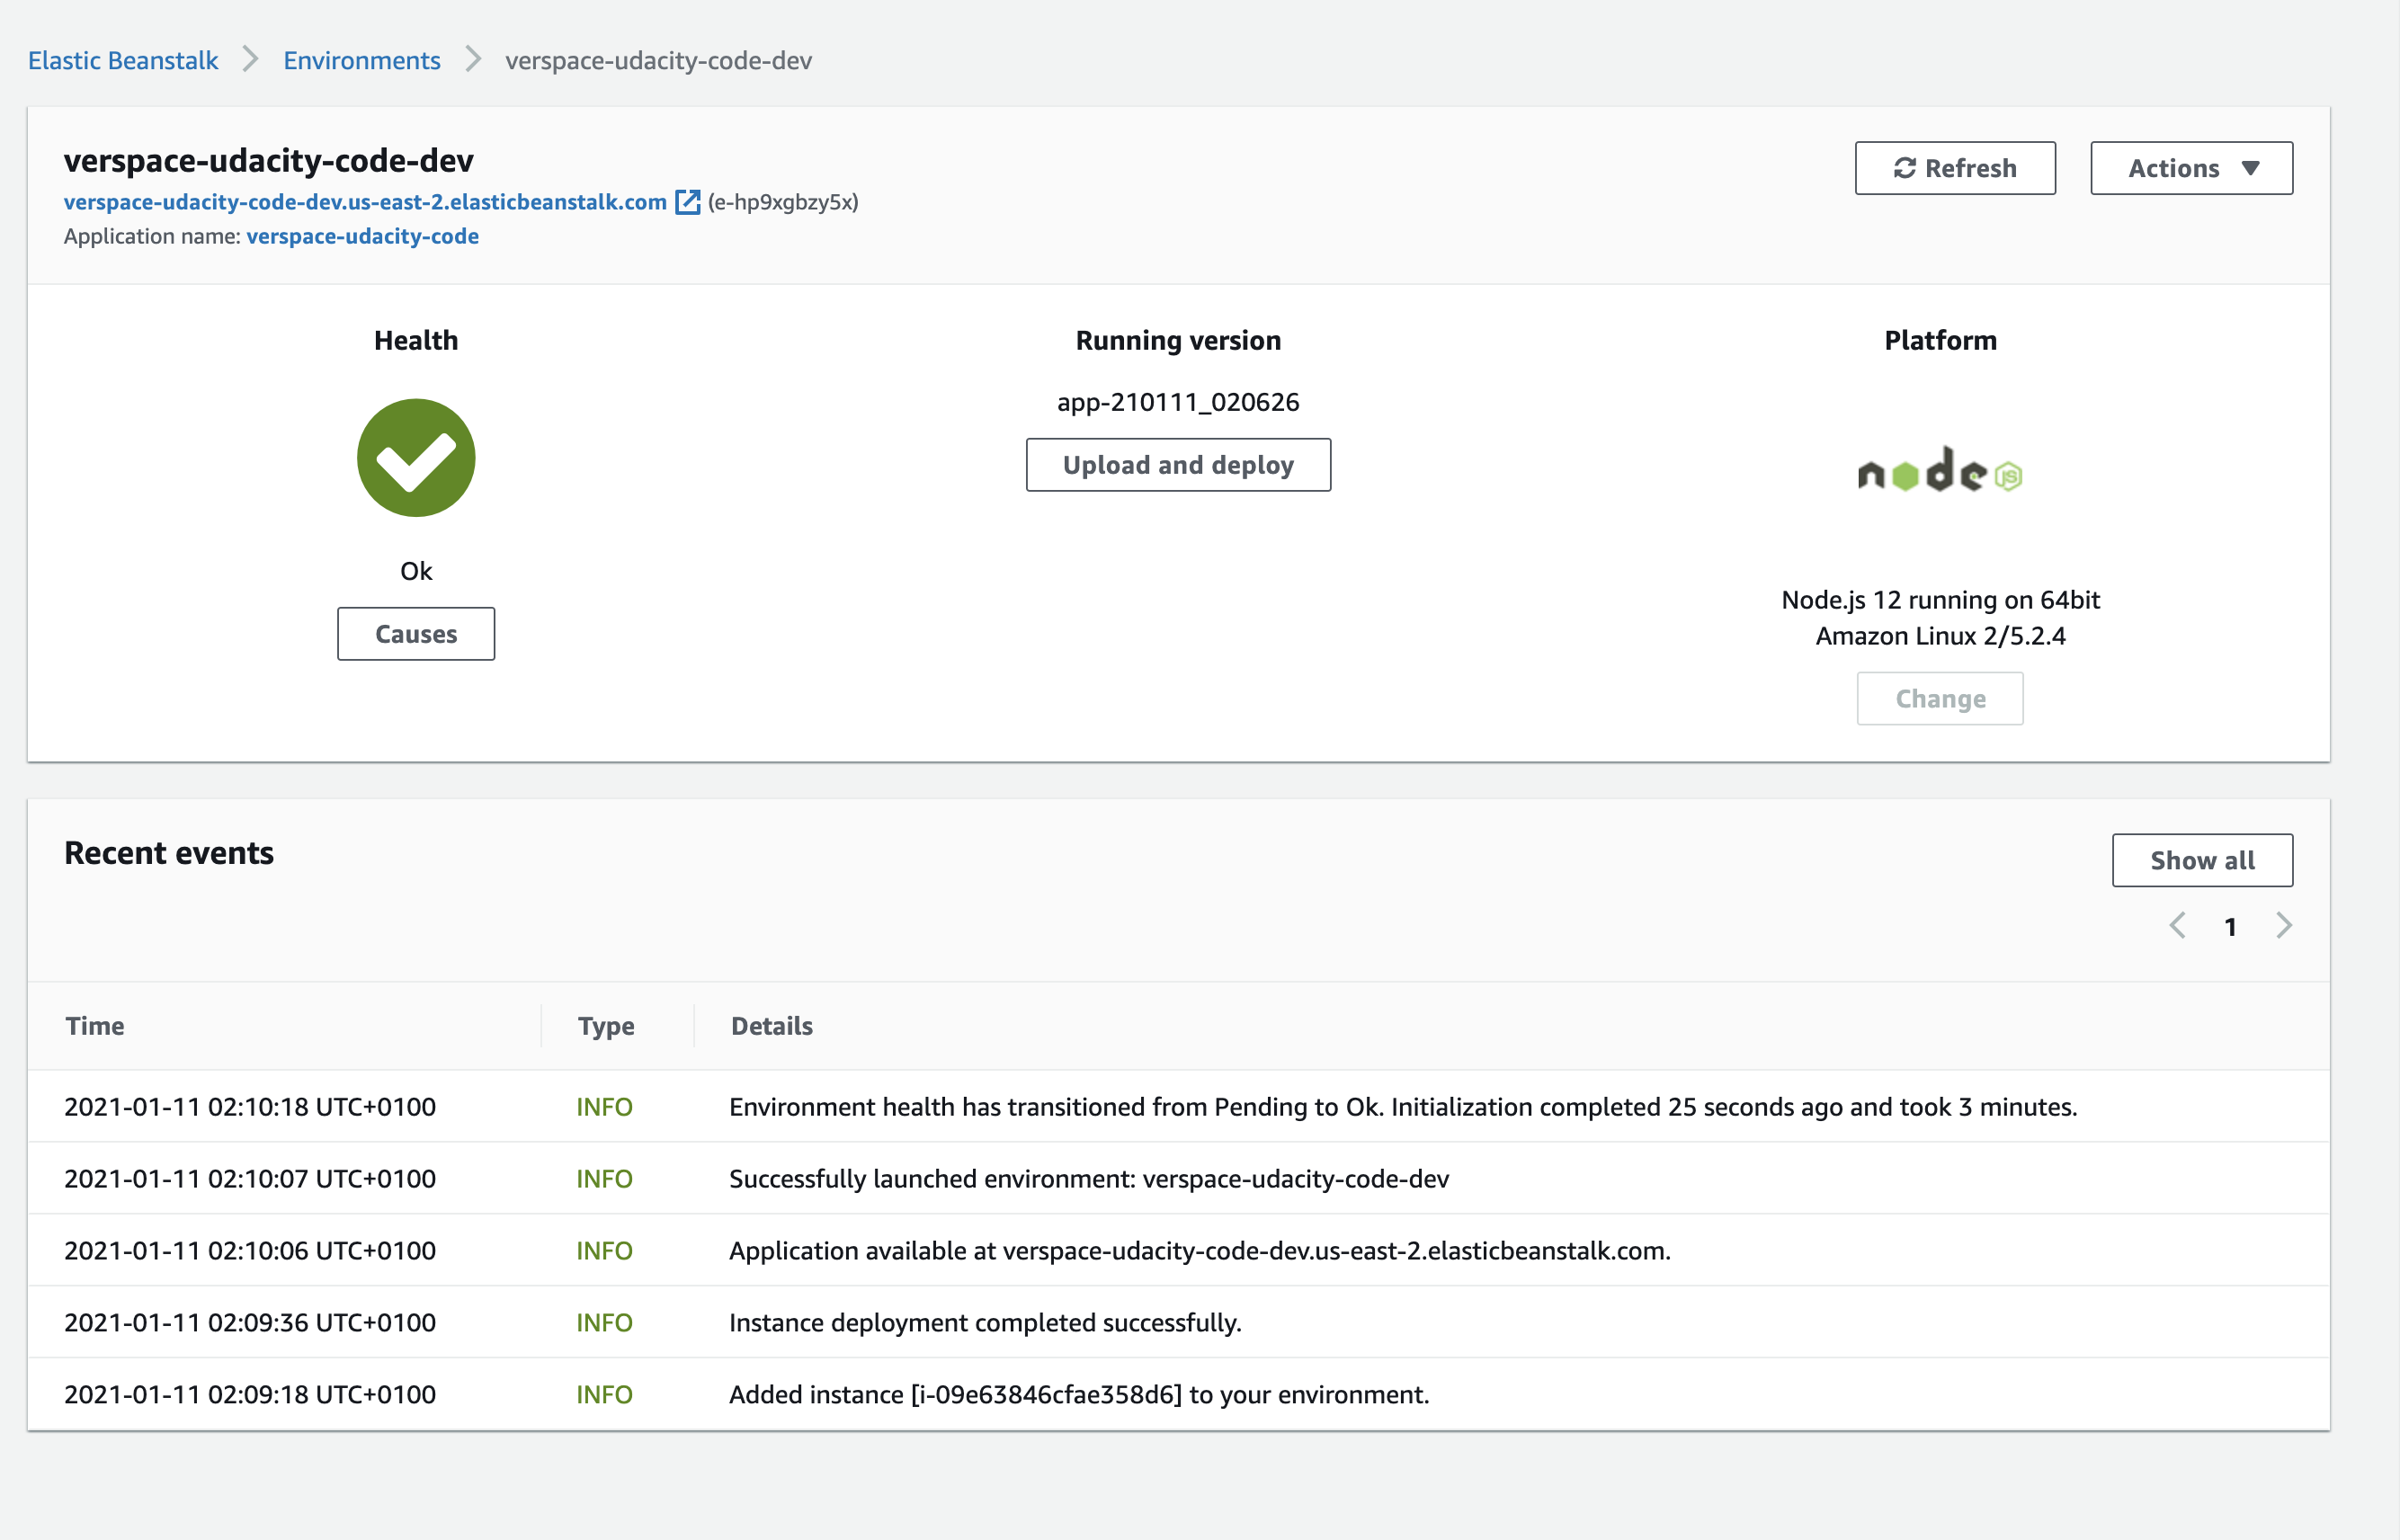 Elastic Beanstalk > Environments > verspace-udacity-code-dev
verspace-udacity-code-dev
verspace-udacity-code-dev.us-east-2.elasticbeanstalk.com (e-hp9xgbzy5x)
Application name: verspace-udacity-code
Refresh
Actions
Health
Ok
Causes
Running version
app-210111_020626
Upload and deploy
Platform
node JS
Node.js 12 running on 64bit
Amazon Linux 2/5.2.4
Change
Recent events
Show all
1
Time Type Details
2021-01-11 02:10:18 UTC+0100 INFO Environment health has transitioned from Pending to Ok. Initialization completed 25 seconds ago and took 3 minutes.
2021-01-11 02:10:07 UTC+0100 INFO Successfully launched environment: verspace-udacity-code-dev
2021-01-11 02:10:06 UTC+0100 INFO Application available at verspace-udacity-code-dev.us-east-2.elasticbeanstalk.com.
2021-01-11 02:09:36 UTC+0100 INFO Instance deployment completed successfully.
2021-01-11 02:09:18 UTC+0100 INFO Added instance [i-09e63846cfae358d6] to your environment.